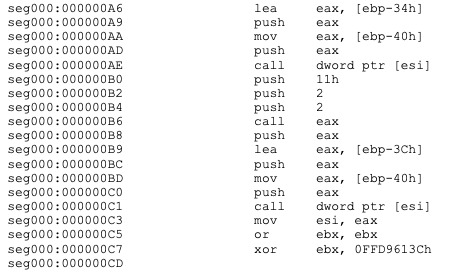 seg000:000000A6 lea eax, [ebp-34h]
seg000:000000A9 push eax
seg000:000000AA mov eax, [ebp-40h]
seg000:000000AD push eax
seg000:000000AE call dword ptr [esi]
seg000:000000B0 push 11h
seg000:000000B2 push 2
seg000:000000B4 push 2
seg000:000000B6 call eax
seg000:000000B8 push eax
seg000:000000B9 lea eax, [ebp-3Ch]
seg000:000000BC push eax
seg000:000000BD mov eax, [ebp-40h]
seg000:000000C0 push eax
seg000:000000C1 call dword ptr [esi]
seg000:000000C3 mov esi, eax
seg000:000000C5 or ebx, ebx
seg000:000000C7 xor ebx, 0FFD9613Ch
seg000:000000CD